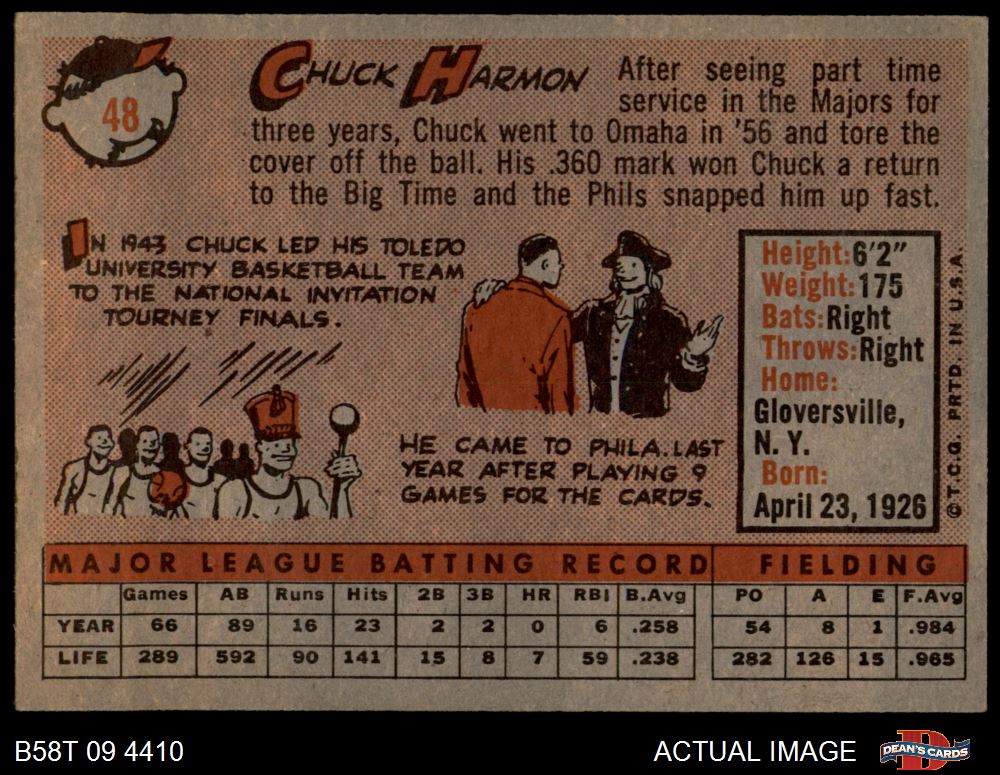 48
CHUCK HARMON
After seeing part time
service in the Majors for
three years, Chuck went to Omaha in '56 and tore the
cover off the ball. His .360 mark won Chuck a return
to the Big Time and the Phils snapped him up fast.
IN 1943 CHUCK LED HIS TOLEDO
UNIVERSITY BASKETBALL TEAM
TO THE NATIONAL INVITATION
TOURNEY FINALS.
HE CAME TO PHILA. LAST
YEAR AFTER PLAYING 9
GAMES FOR THE CARDS.
Height: 6'2"
Weight: 175
Bats: Right
Throws: Right
Home:
Gloversville,
N. Y.
Born:
April 23, 1926
© T.C.G. PRTD. IN U.S.A.
MAJOR LEAGUE BATTING RECORD FIELDING
Games AB Runs Hits 2B 3B HR RBI B.Avg PO A E F.Avg
YEAR 66 89 16 23 2 2 0 6 .258 54 8 1 .984
LIFE 289 592 90 141 15 8 7 59 .238 282 126 15 .965
B58T 09 4410
ACTUAL IMAGE
DEAN'S CARDS